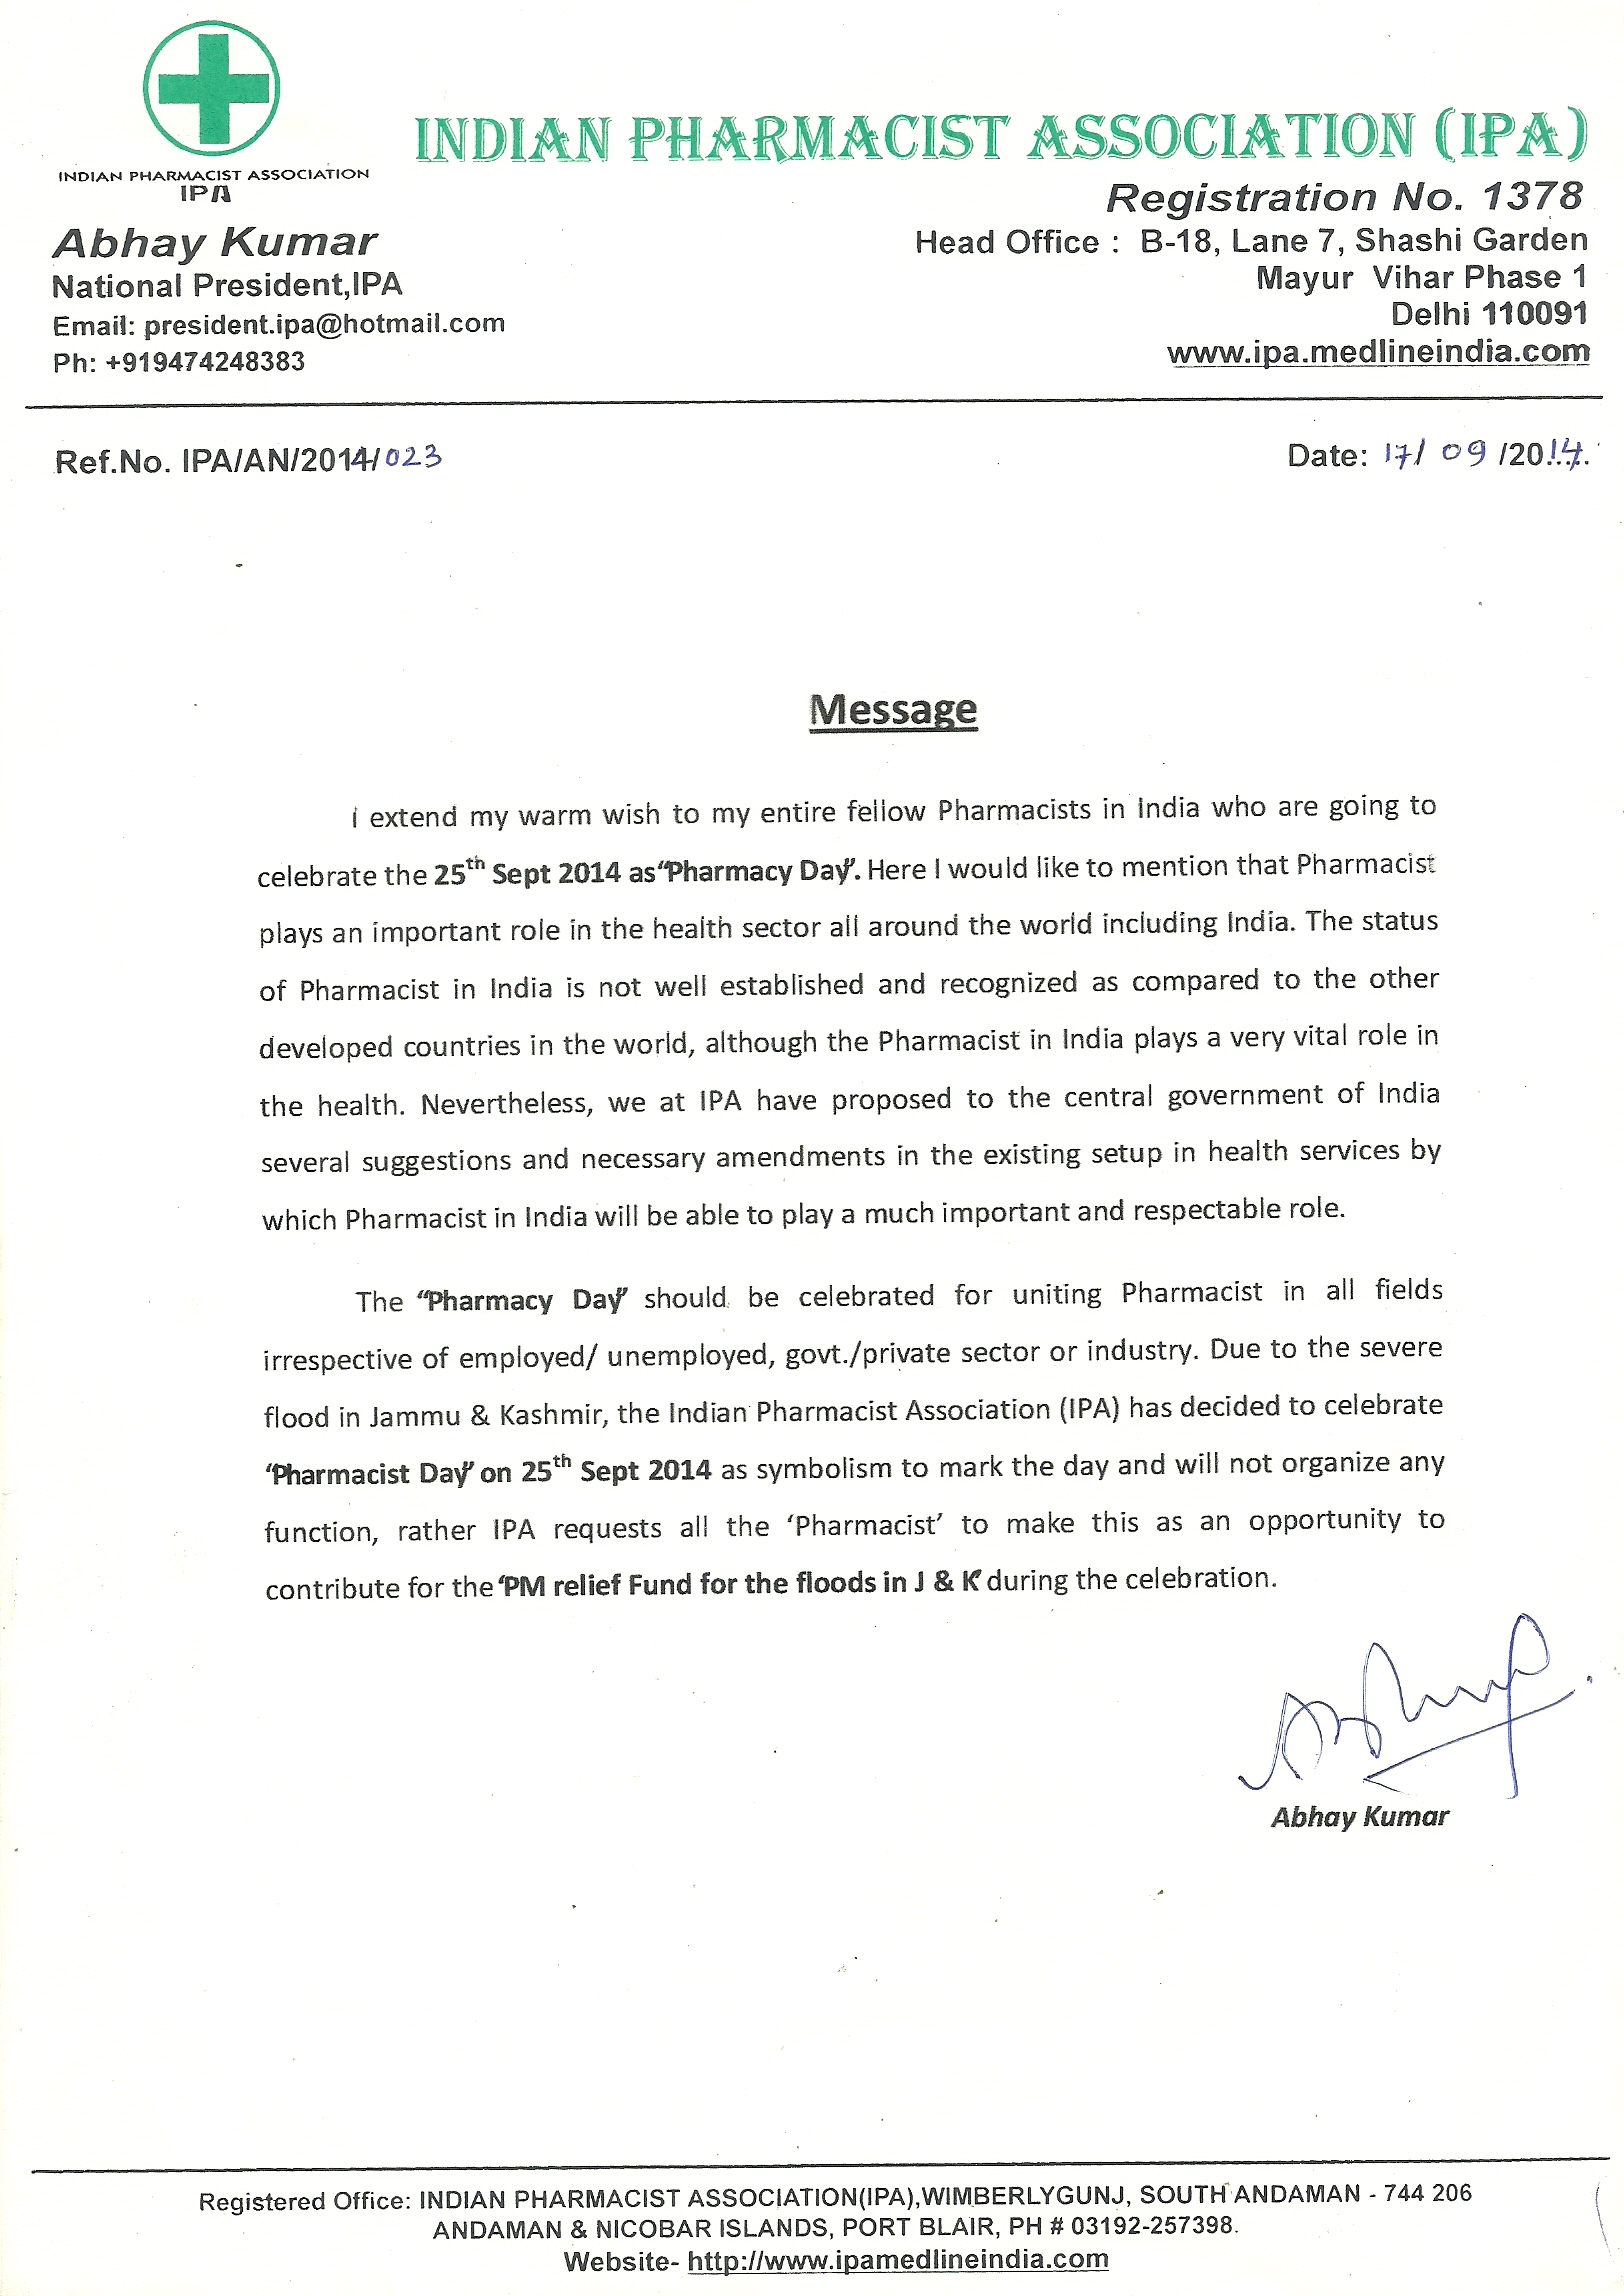 INDIAN PHARMACIST ASSOCIATION
IPA
INDIAN PHARMACIST ASSOCIATION (IPA)
Registration No. 1378
Abhay Kumar
National President,IPA
Email: president.ipa@hotmail.com
Ph: +919474248383
Head Office : B-18, Lane 7, Shashi Garden
Mayur Vihar Phase 1
Delhi 110091
www.ipa.medlineindia.com
Ref.No. IPA/AN/2014/023
Date: 17/ 09 /2014.
Message
I extend my warm wish to my entire fellow Pharmacists in India who are going to
celebrate the 25th Sept 2014 as “Pharmacy Day”. Here I would like to mention that Pharmacist
plays an important role in the health sector all around the world including India. The status
of Pharmacist in India is not well established and recognized as compared to the other
developed countries in the world, although the Pharmacist in India plays a very vital role in
the health. Nevertheless, we at IPA have proposed to the central government of India
several suggestions and necessary amendments in the existing setup in health services by
which Pharmacist in India will be able to play a much important and respectable role.
The “Pharmacy Day” should be celebrated for uniting Pharmacist in all fields
irrespective of employed/ unemployed, govt./private sector or industry. Due to the severe
flood in Jammu & Kashmir, the Indian Pharmacist Association (IPA) has decided to celebrate
‘Pharmacist Day’ on 25th Sept 2014 as symbolism to mark the day and will not organize any
function, rather IPA requests all the ‘Pharmacist’ to make this as an opportunity to
contribute for the ‘PM relief Fund for the floods in J & K’ during the celebration.
Abhay Kumar
Registered Office: INDIAN PHARMACIST ASSOCIATION(IPA),WIMBERLYGUNJ, SOUTH ANDAMAN - 744 206
ANDAMAN & NICOBAR ISLANDS, PORT BLAIR, PH # 03192-257398.
Website- http://www.ipamedlineindia.com